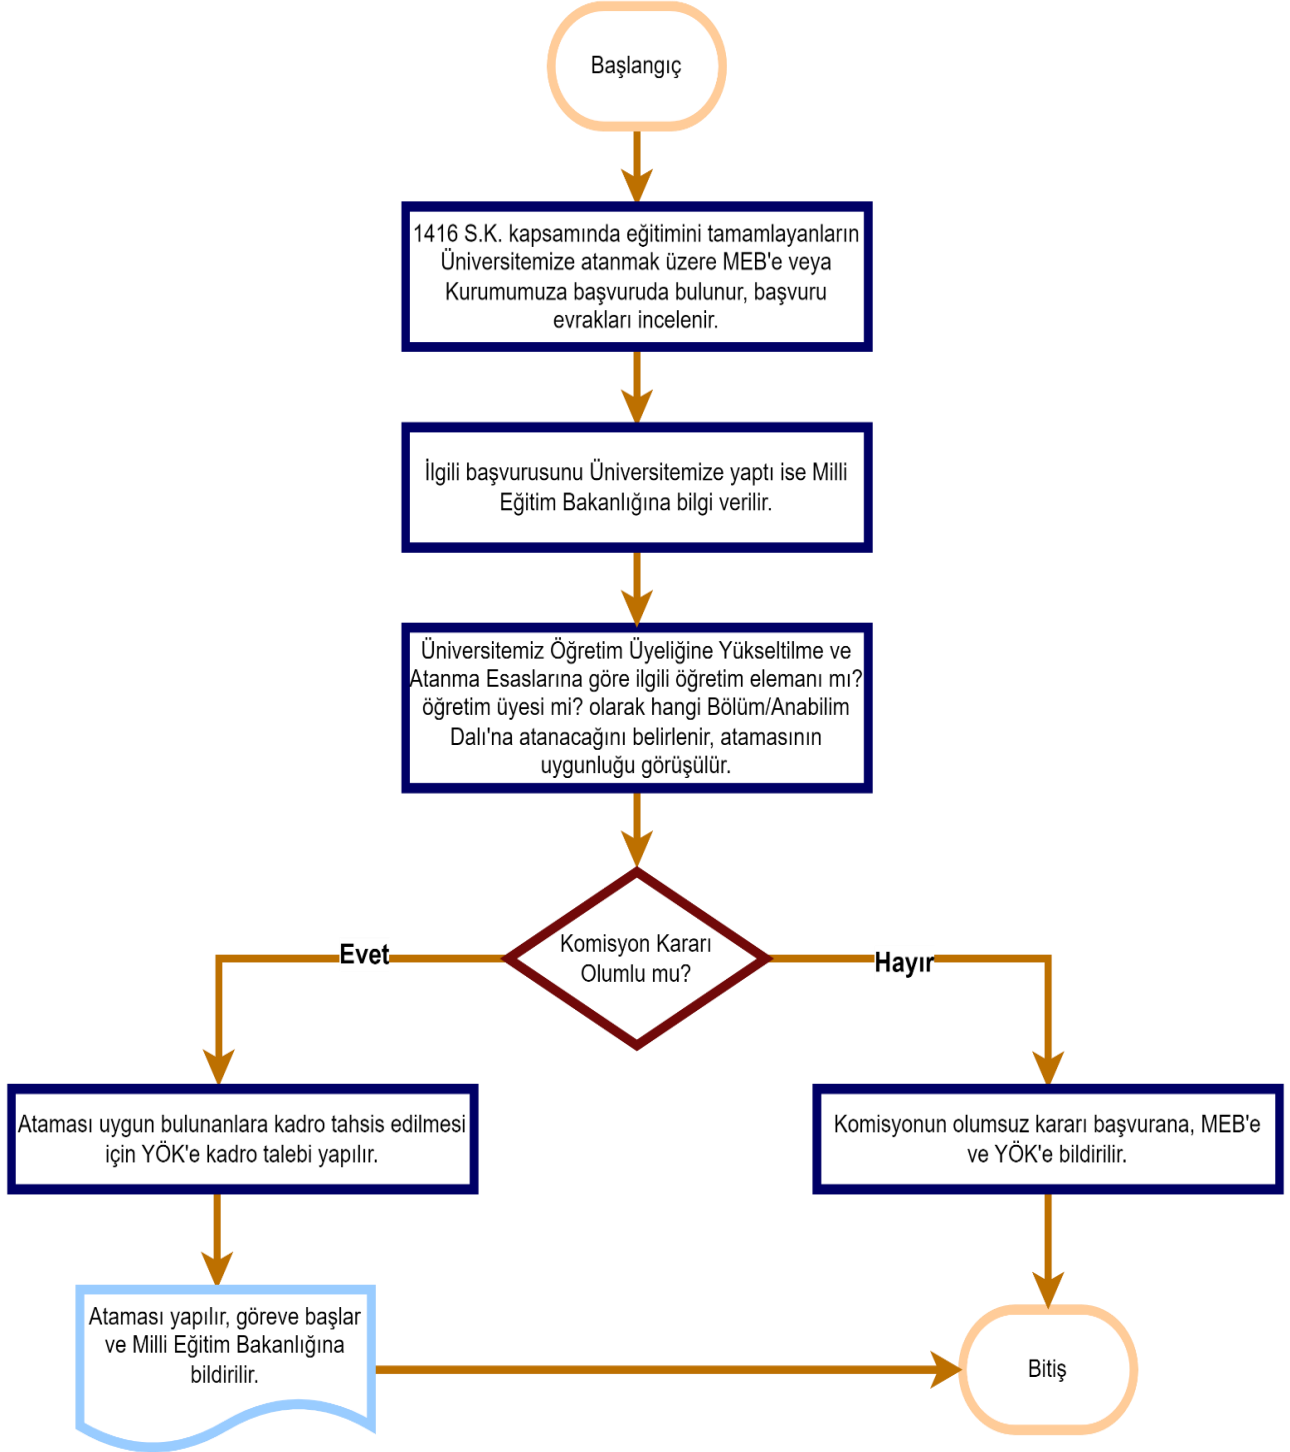 Başlangıç
1416 S.K. kapsamında eğitimini tamamlayanların
Üniversitemize atanmak üzere MEB'e veya
Kurumumuza başvuruda bulunur, başvuru
evrakları incelenir.
İlgili başvurusunu Üniversitemize yaptı ise Milli
Eğitim Bakanlığına bilgi verilir.
Üniversitemiz Öğretim Üyeliğine Yükseltilme ve
Atanma Esaslarına göre ilgili öğretim elemanı mı?
öğretim üyesi mi? olarak hangi Bölüm/Anabilim
Dalı'na atanacağını belirlenir, atamasının
uygunluğu görüşülür.
Komisyon Kararı
Olumlu mu?
Evet
Hayır
Ataması uygun bulunanlara kadro tahsis edilmesi
için YÖK'e kadro talebi yapılır.
Komisyonun olumsuz kararı başvurana, MEB'e
ve YÖK'e bildirilir.
Ataması yapılır, göreve başlar
ve Milli Eğitim Bakanlığına
bildirilir.
Bitiş